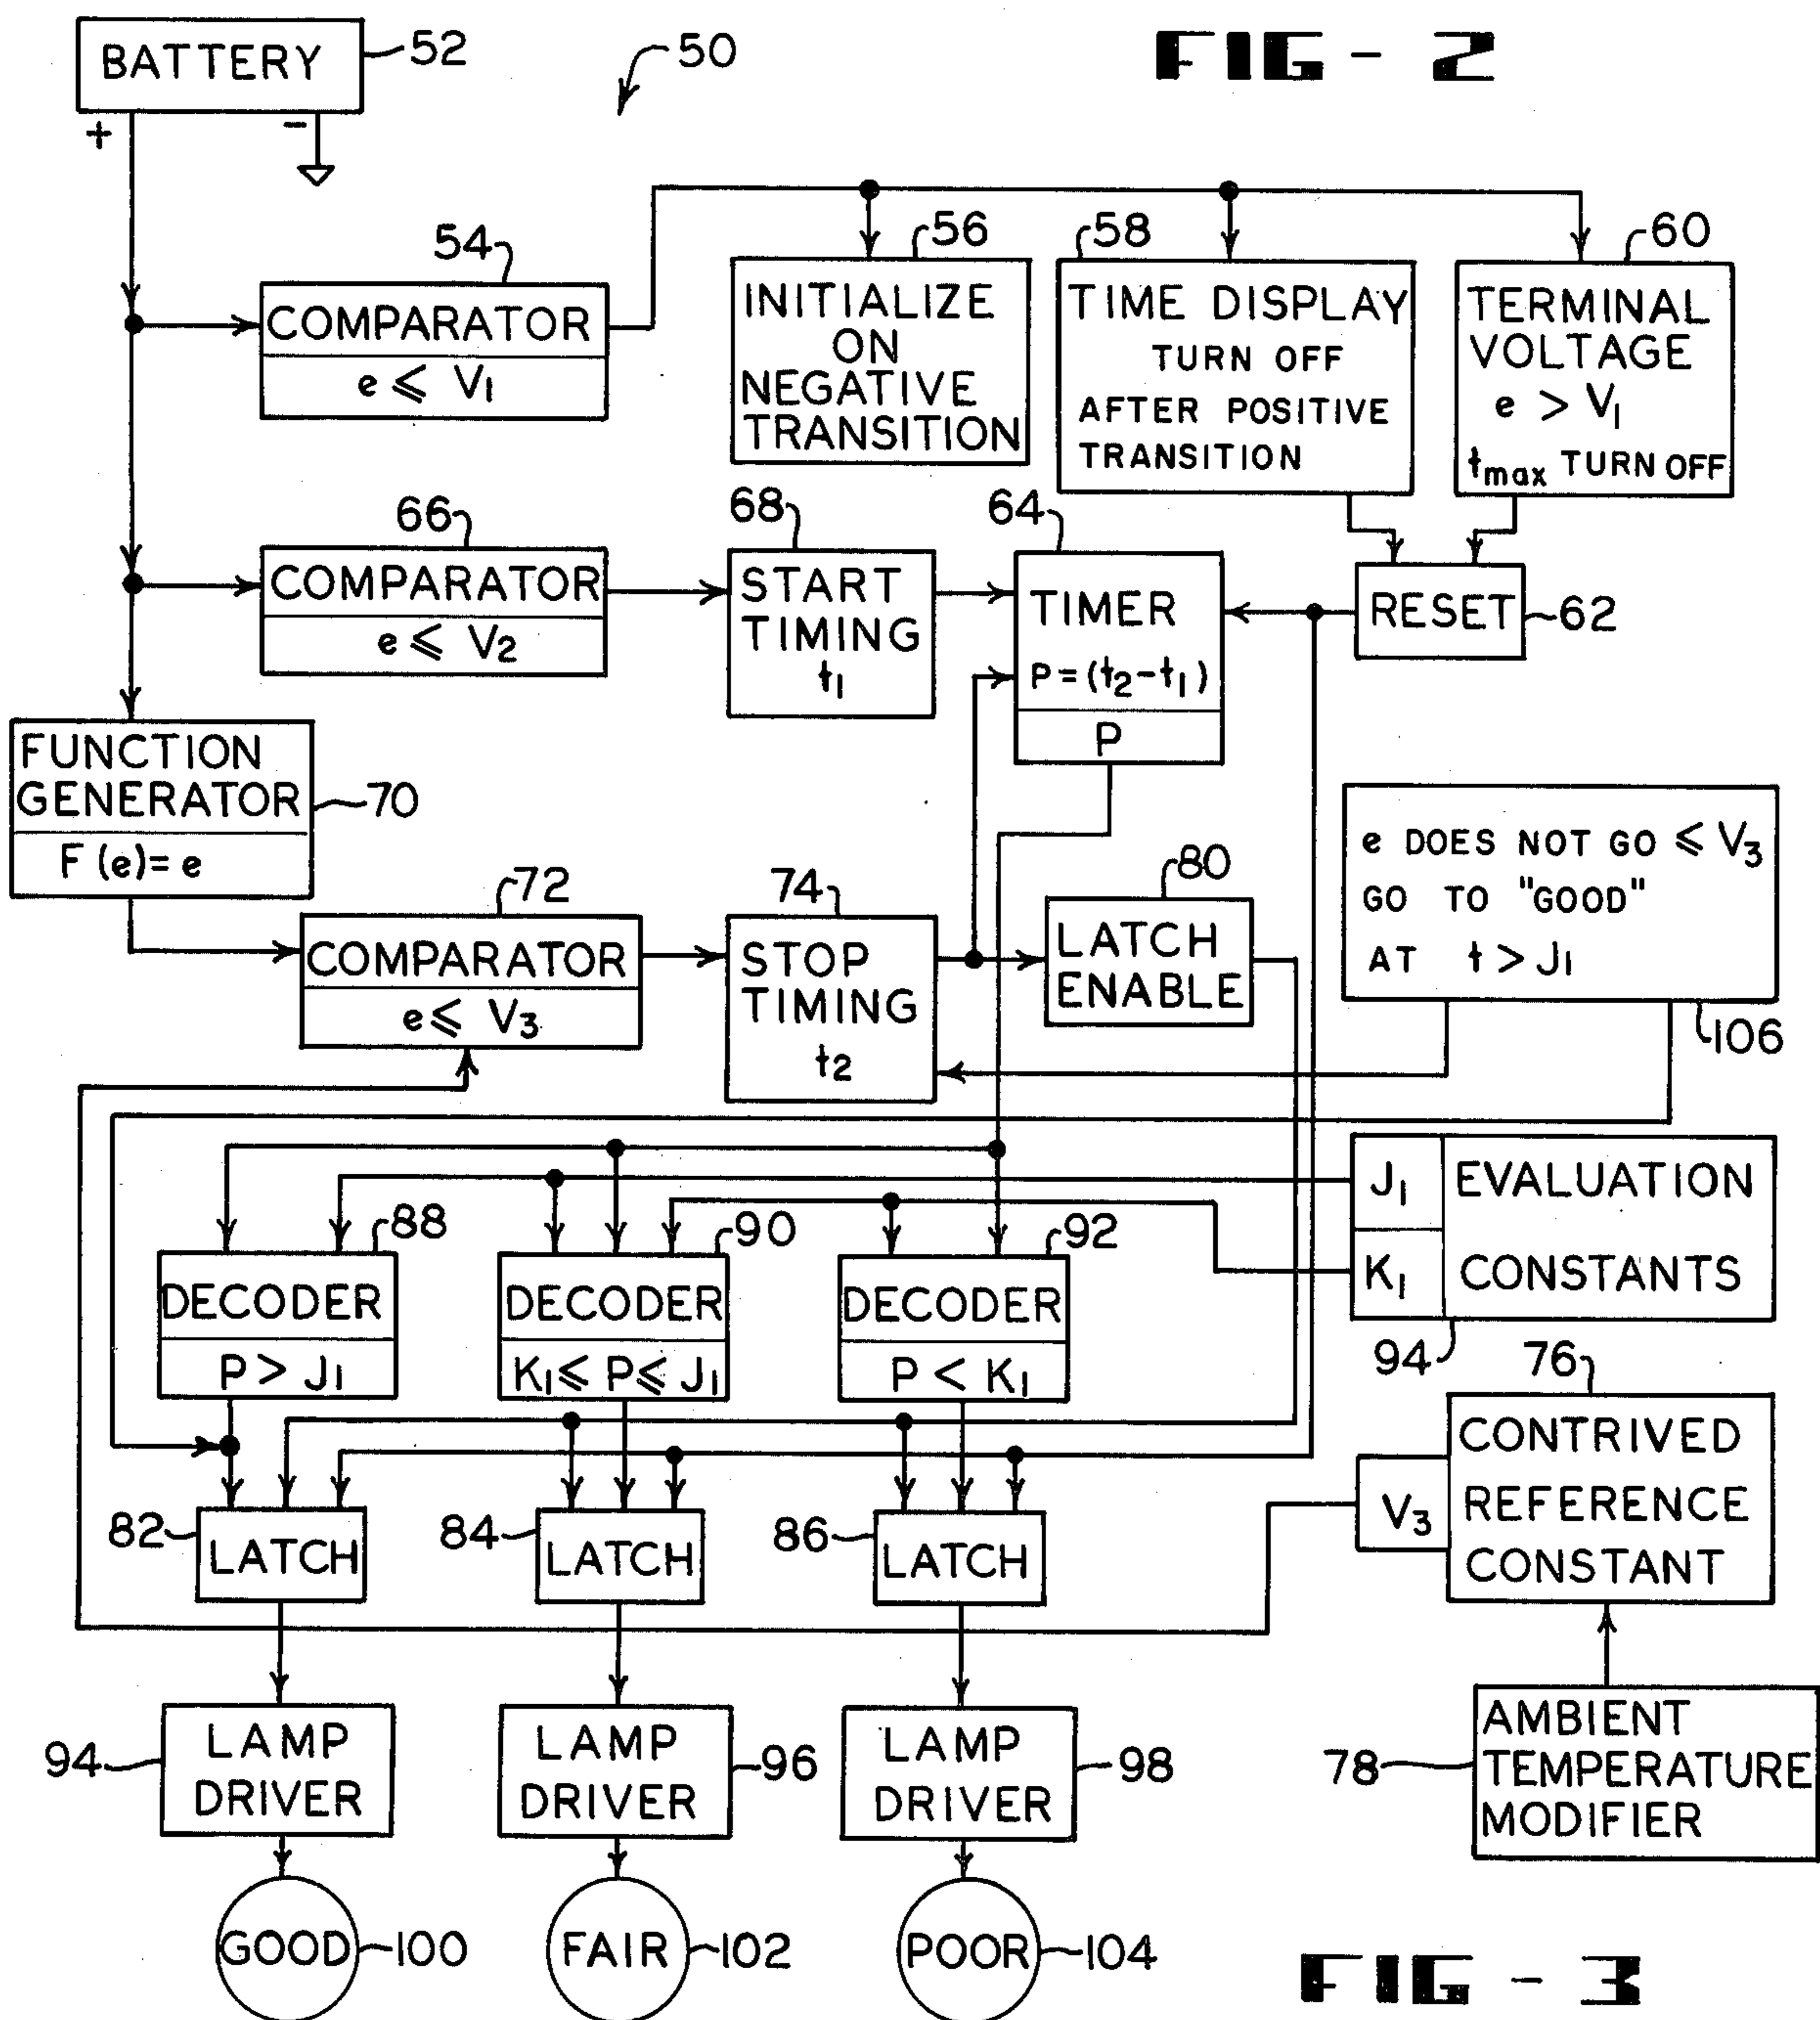 FIG - 2
BATTERY
52
50
+
-
54
COMPARATOR
e ⩽ V1
56
INITIALIZE
ON
NEGATIVE
TRANSITION
58
TIME DISPLAY
TURN OFF
AFTER POSITIVE
TRANSITION
60
TERMINAL
VOLTAGE
e > V1
tmax TURN OFF
66
COMPARATOR
e ⩽ V2
68
START
TIMING
t1
64
TIMER
P = (t2-t1)
P
RESET
62
FUNCTION
GENERATOR
F (e) = e
70
72
COMPARATOR
e ⩽ V3
74
STOP
TIMING
t2
80
LATCH
ENABLE
e DOES NOT GO ⩽ V3
GO TO "GOOD"
AT t > J1
106
88
DECODER
P > J1
90
DECODER
K1 ⩽ P ⩽ J1
92
DECODER
P < K1
J1
K1
EVALUATION
CONSTANTS
94
76
V3
CONTRIVED
REFERENCE
CONSTANT
82
LATCH
84
LATCH
86
LATCH
94
LAMP
DRIVER
LAMP
DRIVER
96
LAMP
DRIVER
98
78
AMBIENT
TEMPERATURE
MODIFIER
GOOD
100
FAIR
102
POOR
104
FIG - 3